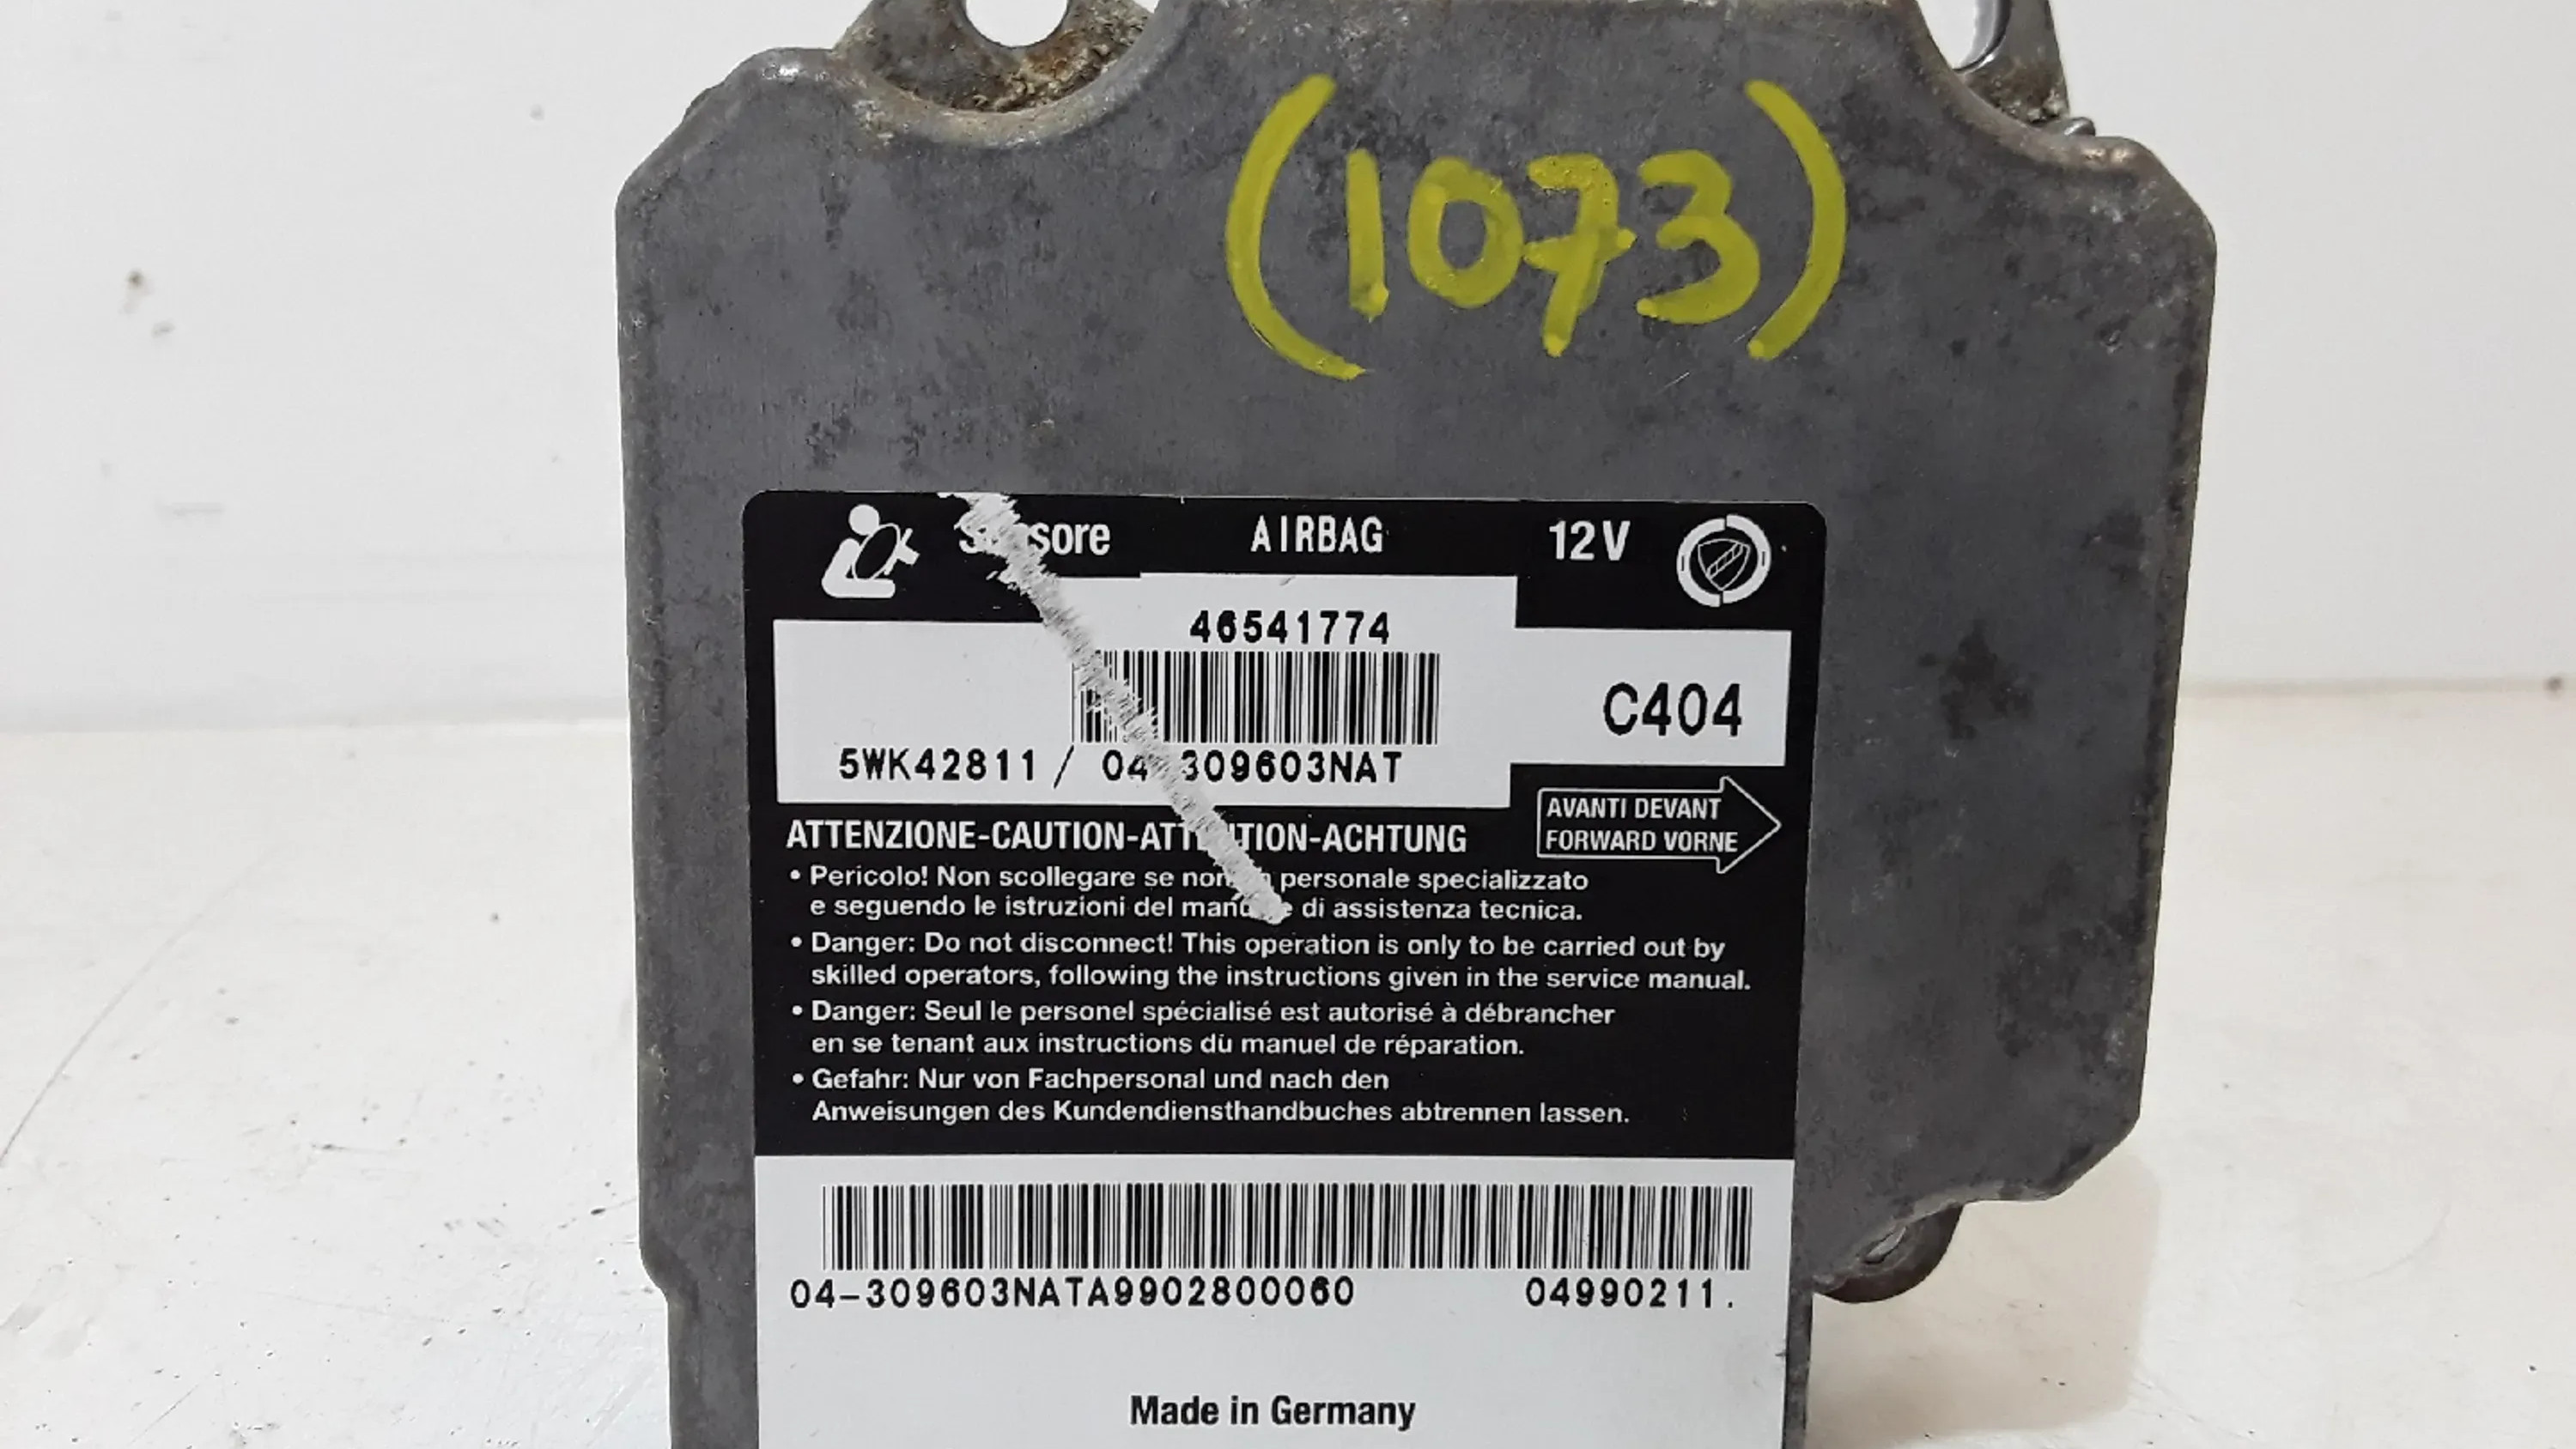 (1073)
AIRBAG 12V
46541774
C404
5WK42811 / 04 309603NAT
AVANTI DEVANT
FORWARD VORNE
ATTENZIONE-CAUTION-ATTENTION-ACHTUNG
• Pericolo! Non scollegare se non personale specializzato
e seguendo le istruzioni del manuale di assistenza tecnica.
• Danger: Do not disconnect! This operation is only to be carried out by
skilled operators, following the instructions given in the service manual.
• Danger: Seul le personel spécialisé est autorisé à débrancher
en se tenant aux instructions dù manuel de réparation.
• Gefahr: Nur von Fachpersonal und nach den
Anweisungen des Kundendiensthandbuches abtrennen lassen.
04-309603NATA9902800060 04990211.
Made in Germany